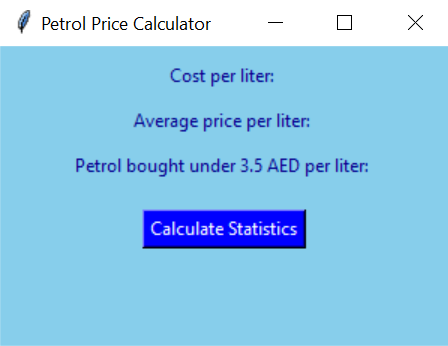 Petrol Price Calculator
Cost per liter:
Average price per liter:
Petrol bought under 3.5 AED per liter:
Calculate Statistics